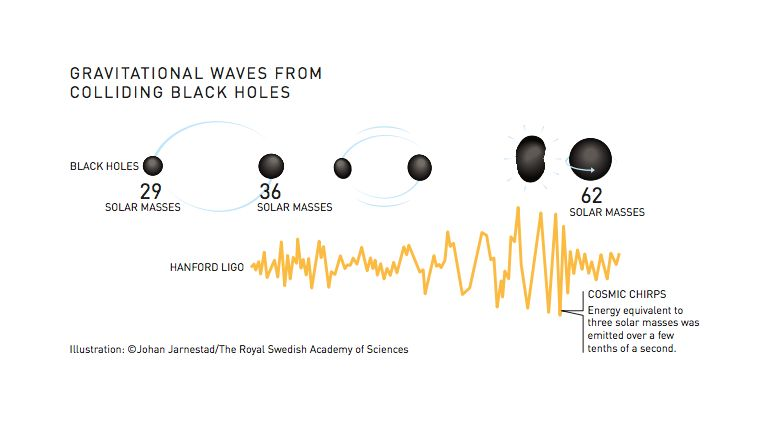 GRAVITATIONAL WAVES FROM
COLLIDING BLACK HOLES
BLACK HOLES
29
SOLAR MASSES
36
SOLAR MASSES
62
SOLAR MASSES
HANFORD LIGO
COSMIC CHIRPS
Energy equivalent to
three solar masses was
emitted over a few
tenths of a second.
Illustration: ©Johan Jarnestad/The Royal Swedish Academy of Sciences